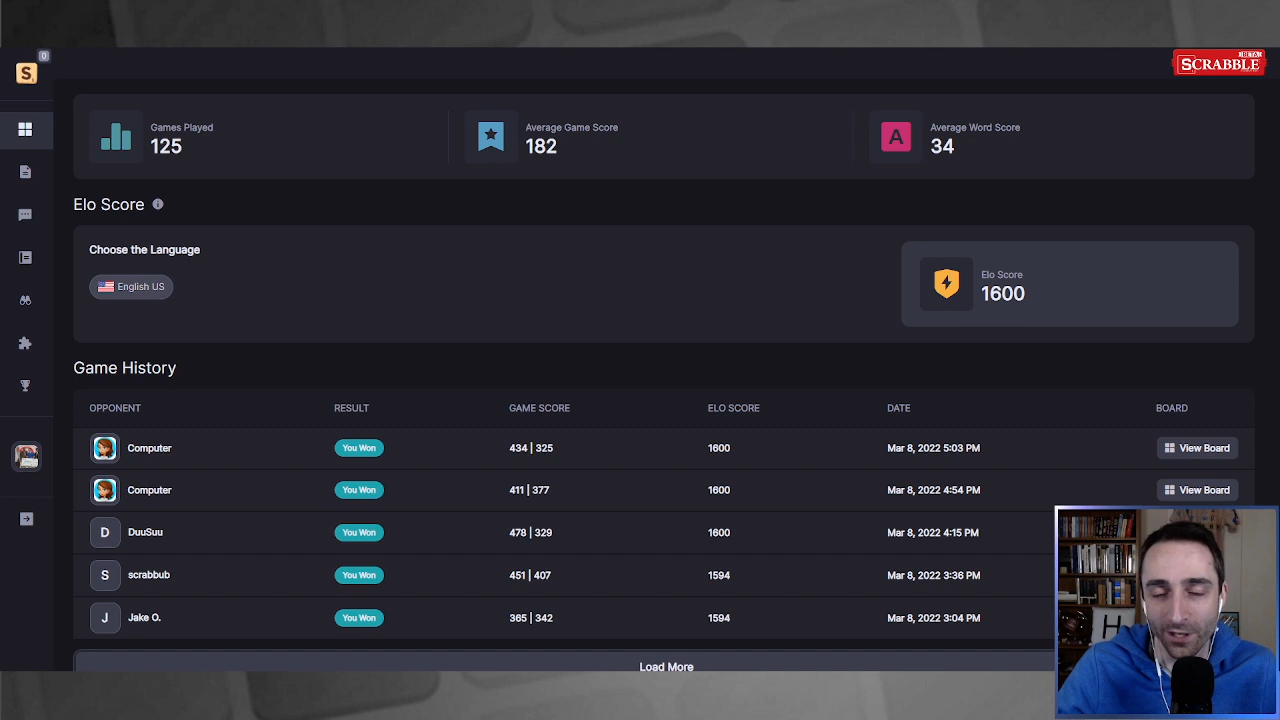 0
S
BETA
SCRABBLE
Games Played
125
Average Game Score
182
A
Average Word Score
34
Elo Score
Choose the Language
English US
Elo Score
1600
Game History
OPPONENT RESULT GAME SCORE ELO SCORE DATE BOARD
Computer You Won 434 | 325 1600 Mar 8, 2022 5:03 PM View Board
Computer You Won 411 | 377 1600 Mar 8, 2022 4:54 PM View Board
D DuuSuu You Won 478 | 329 1600 Mar 8, 2022 4:15 PM
S scrabbub You Won 451 | 407 1594 Mar 8, 2022 3:36 PM
J Jake O. You Won 365 | 342 1594 Mar 8, 2022 3:04 PM
Load More
H